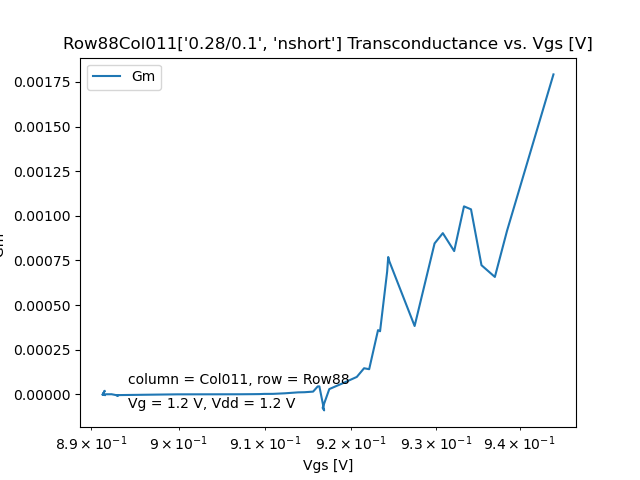 Row88Col011['0.28/0.1', 'nshort'] Transconductance vs. Vgs [V]
Gm
0.00175
0.00150
0.00125
0.00100
0.00075
0.00050
0.00025
0.00000
Gm
column = Col011, row = Row88
Vg = 1.2 V, Vdd = 1.2 V
8.9 × 10⁻¹ 9 × 10⁻¹ 9.1 × 10⁻¹ 9.2 × 10⁻¹ 9.3 × 10⁻¹ 9.4 × 10⁻¹
Vgs [V]